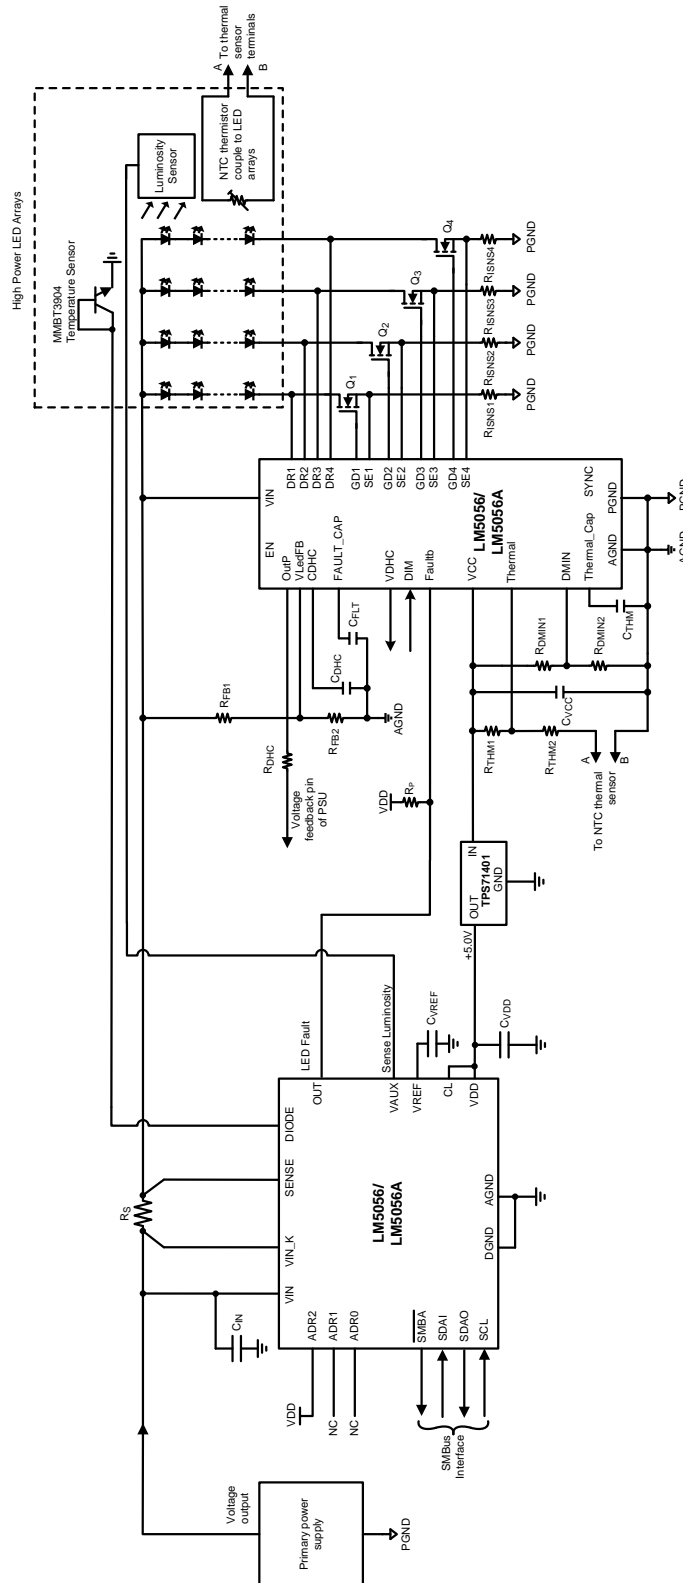 High Power LED Arrays
MMBT3904
Temperature Sensor
Luminosity
Sensor
NTC thermistor
couple to LED
arrays
A
To thermal
sensor
terminals
B
Q1
Q2
Q3
Q4
RISNS1
RISNS2
RISNS3
RISNS4
PGND
PGND
PGND
PGND
VIN
EN
DR1
DR2
DR3
DR4
GD1
SE1
GD2
SE2
GD3
SE3
GD4
SE4
SYNC
PGND
AGND
OutP
VLedFB
CDHC
FAULT_CAP
VDHC
DIM
Faultb
VCC
Thermal
DMIN
Thermal_Cap
LM5056/
LM5056A
PGND
AGND
RFB1
RFB2
RDHC
CDHC
CFLT
AGND
Voltage
feedback pin
of PSU
VDD
RP
RTHM1
RTHM2
CVCC
RDMIN1
RDMIN2
CTHM
A
B
To NTC thermal
sensor
IN
OUT
TPS71401
GND
+5.0V
CVDD
CVREF
LED Fault
Sense Luminosity
RS
VIN
VIN_K
SENSE
DIODE
OUT
VAUX
VREF
CL
VDD
AGND
DGND
LM5056/
LM5056A
ADR2
ADR1
ADR0
SMBA
SDAI
SDAO
SCL
VDD
NC
NC
SMBus
Interface
CIN
Voltage
output
Primary power
supply
PGND